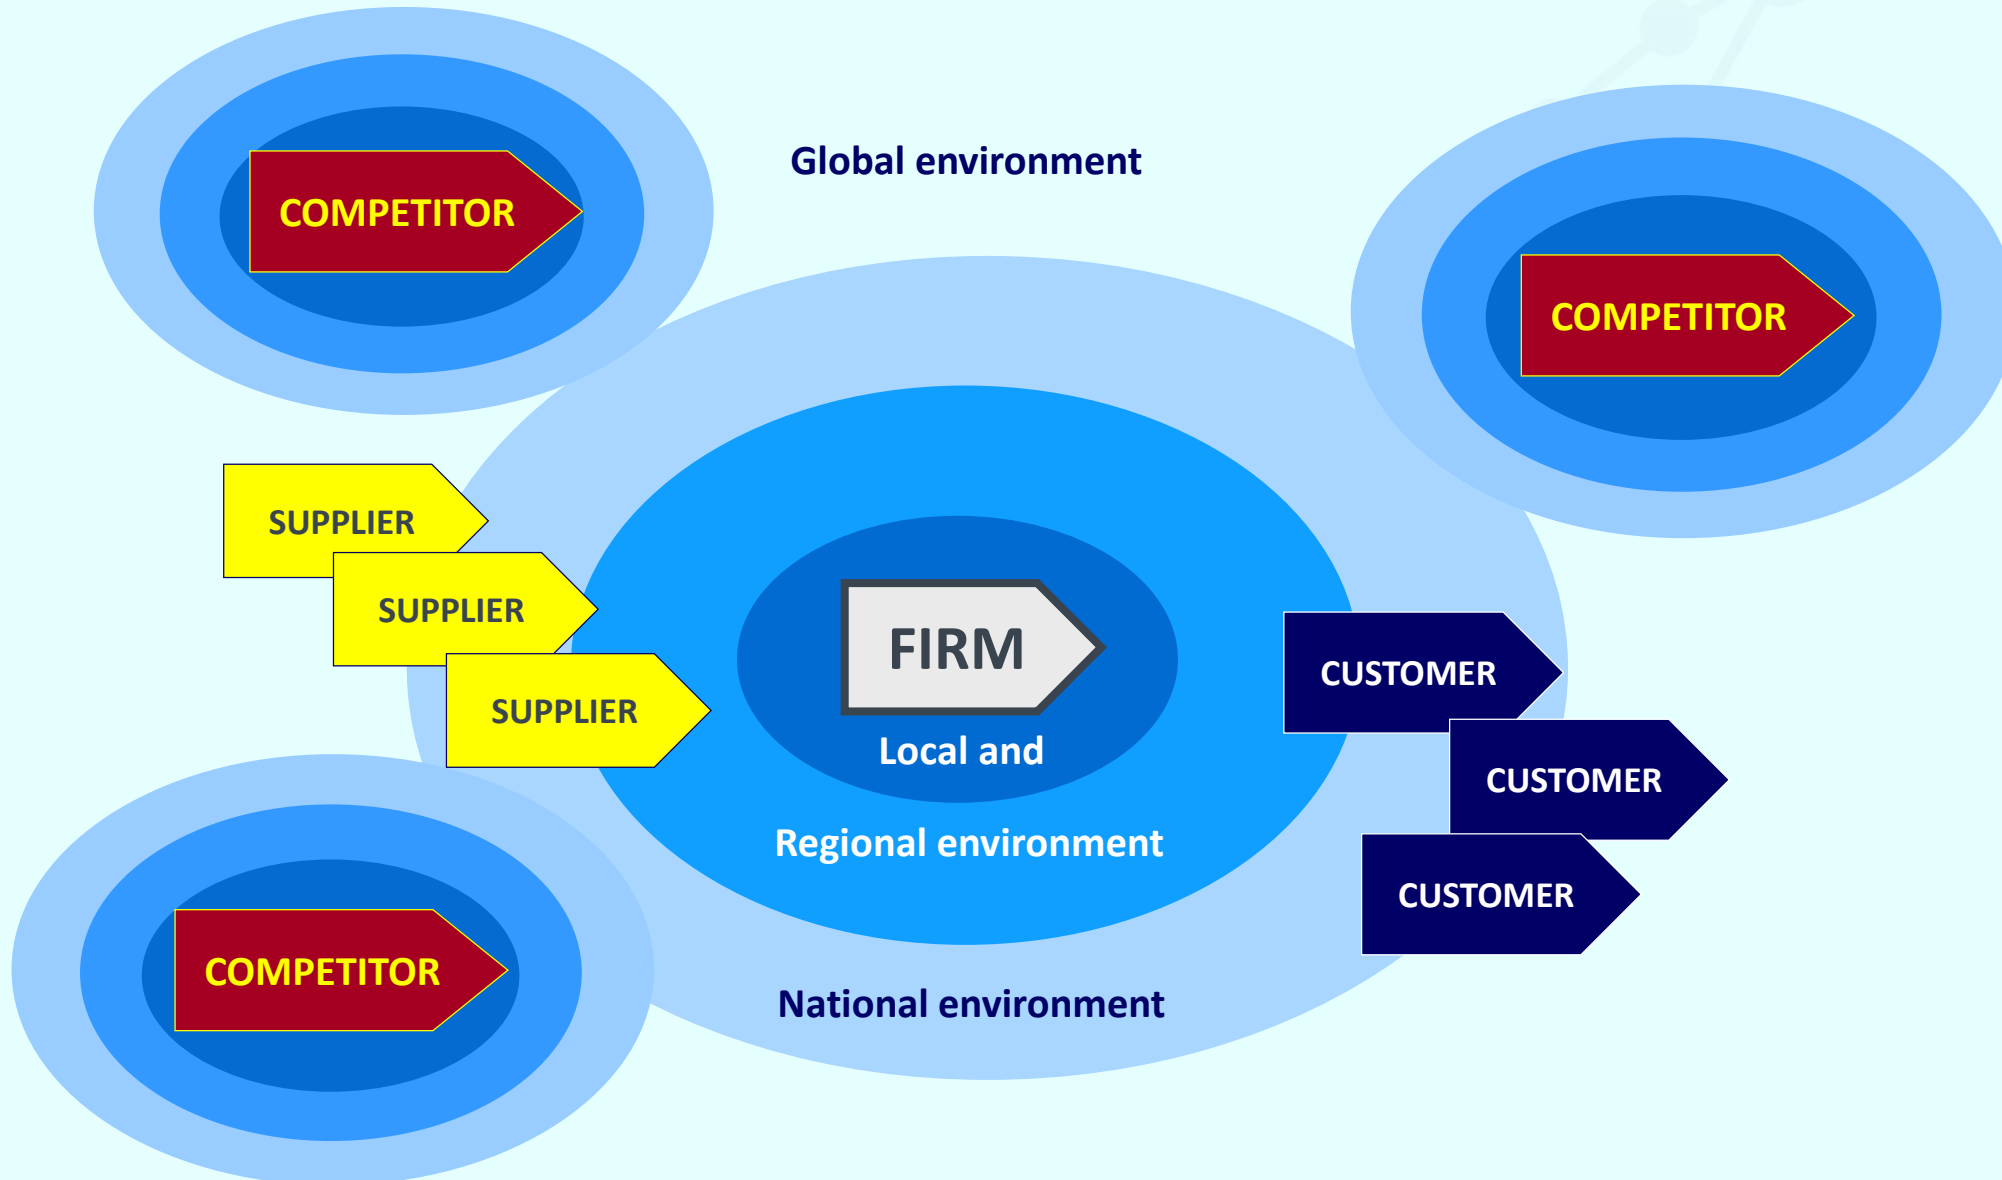 Global environment
COMPETITOR
COMPETITOR
SUPPLIER
SUPPLIER
SUPPLIER
FIRM
Local and
Regional environment
CUSTOMER
CUSTOMER
CUSTOMER
COMPETITOR
National environment